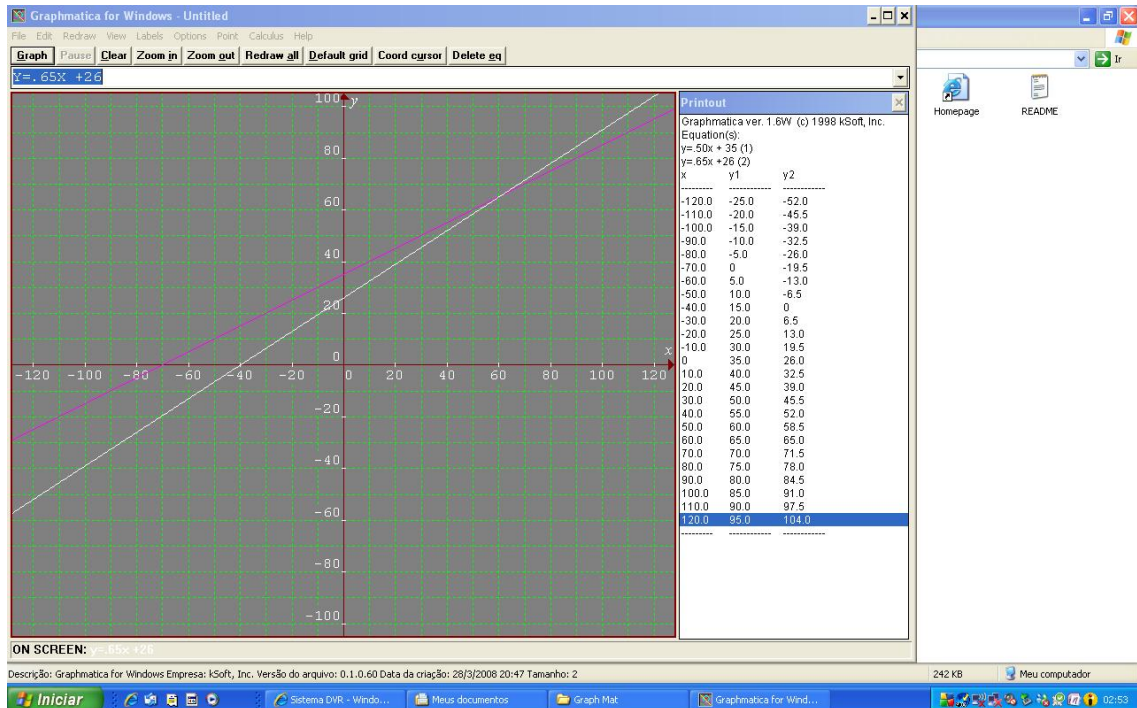 Graphmatica for Windows - Untitled
File Edit Redraw View Labels Options Point Calculus Help
Graph Pause Clear Zoom in Zoom out Redraw all Default grid Coord cursor Delete eq
Y=.65X +26
Ir
Homepage README
100 y
80
60
40
20
0
x
-120 -100 -80 -60 -40 -20 0 20 40 60 80 100 120
-20
-40
-60
-80
-100
Printout
Graphmatica ver. 1.6W (c) 1998 kSoft, Inc.
Equation(s):
y=.50x + 35 (1)
y=.65x +26 (2)
x y1 y2
--------- ------------ ------------
-120.0 -25.0 -52.0
-110.0 -20.0 -45.5
-100.0 -15.0 -39.0
-90.0 -10.0 -32.5
-80.0 -5.0 -26.0
-70.0 0 -19.5
-60.0 5.0 -13.0
-50.0 10.0 -6.5
-40.0 15.0 0
-30.0 20.0 6.5
-20.0 25.0 13.0
-10.0 30.0 19.5
0 35.0 26.0
10.0 40.0 32.5
20.0 45.0 39.0
30.0 50.0 45.5
40.0 55.0 52.0
50.0 60.0 58.5
60.0 65.0 65.0
70.0 70.0 71.5
80.0 75.0 78.0
90.0 80.0 84.5
100.0 85.0 91.0
110.0 90.0 97.5
120.0 95.0 104.0
--------- ------------ ------------
ON SCREEN: y=.65x +26
Descrição: Graphmatica for Windows Empresa: kSoft, Inc. Versão do arquivo: 0.1.0.60 Data da criação: 28/3/2008 20:47 Tamanho: 2 242 KB Meu computador
Iniciar Sistema DVR - Windo... Meus documentos Graph Mat Graphmatica for Wind... 02:53